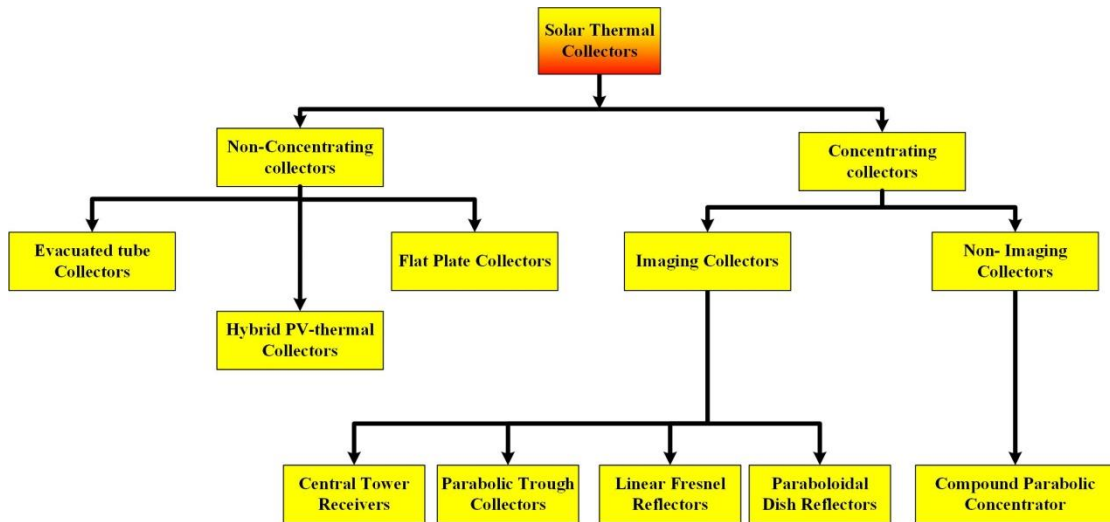 Solar Thermal
Collectors
Non-Concentrating
collectors
Concentrating
collectors
Evacuated tube
Collectors
Flat Plate Collectors
Imaging Collectors
Non- Imaging
Collectors
Hybrid PV-thermal
Collectors
Central Tower
Receivers
Parabolic Trough
Collectors
Linear Fresnel
Reflectors
Paraboloidal
Dish Reflectors
Compound Parabolic
Concentrator